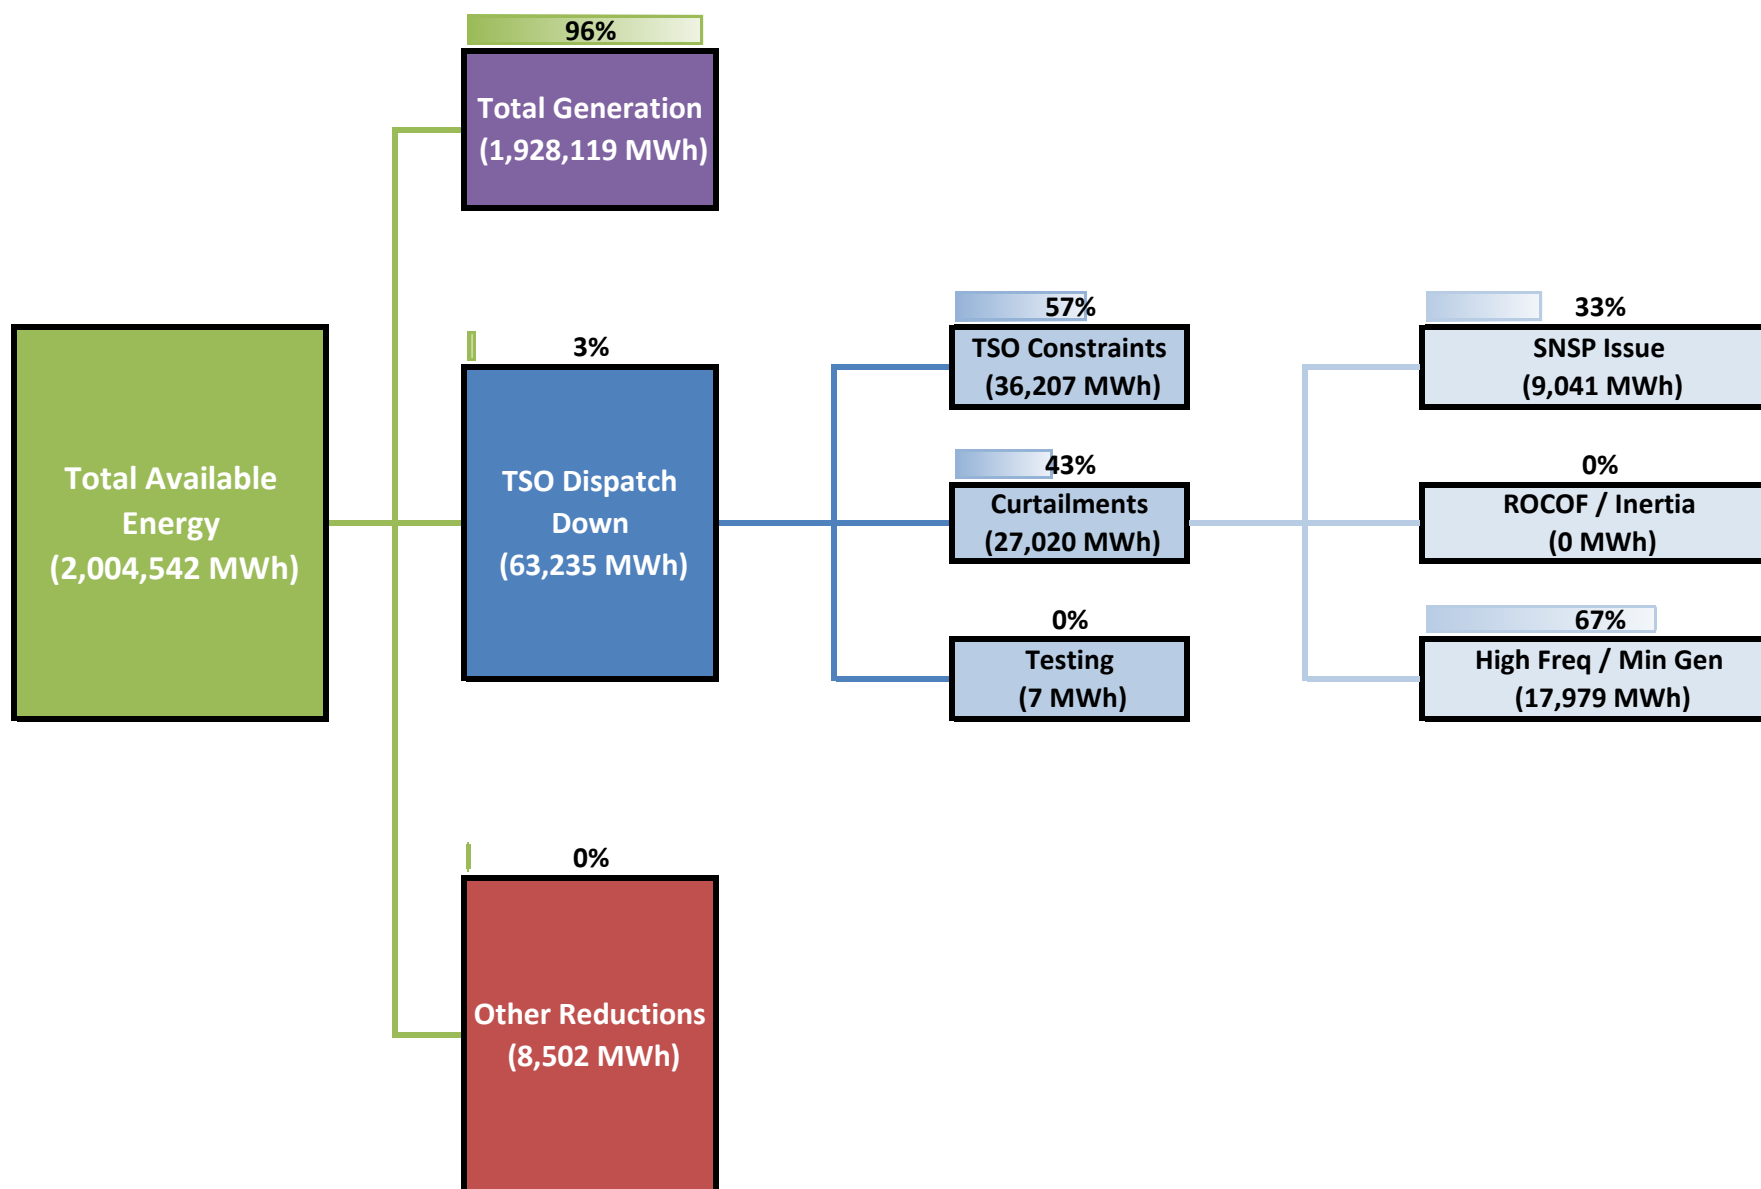 96%
Total Generation
(1,928,119 MWh)
Total Available
Energy
(2,004,542 MWh)
3%
TSO Dispatch
Down
(63,235 MWh)
57%
TSO Constraints
(36,207 MWh)
43%
Curtailments
(27,020 MWh)
0%
Testing
(7 MWh)
33%
SNSP Issue
(9,041 MWh)
0%
ROCOF / Inertia
(0 MWh)
67%
High Freq / Min Gen
(17,979 MWh)
0%
Other Reductions
(8,502 MWh)